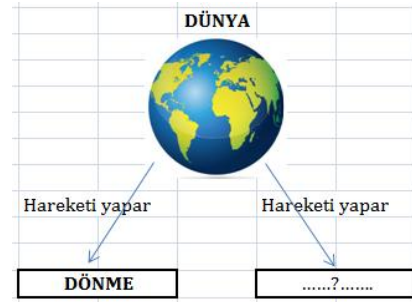 DÜNYA
Hareketi yapar
Hareketi yapar
DÖNME
......?.......